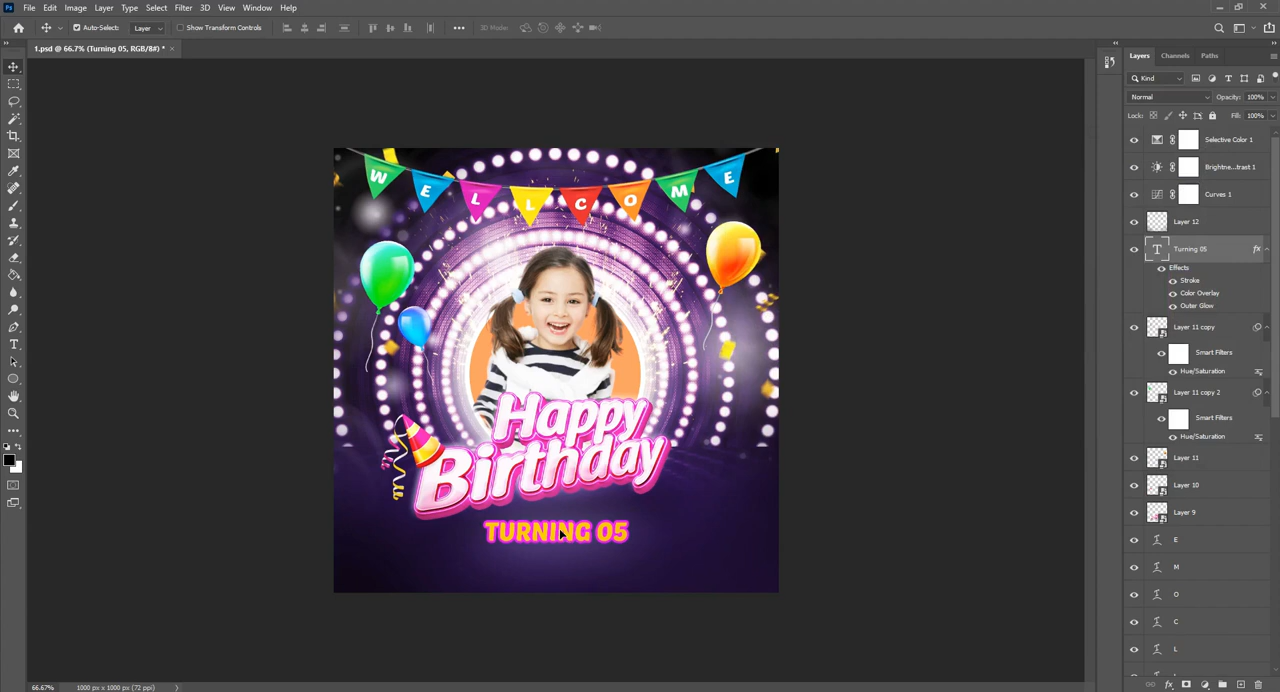 File Edit Image Layer Type Select Filter 3D View Window Help
Auto-Select: Layer Show Transform Controls 3D Mode:
1.psd @ 66.7% (Turning 05, RGB/8#) *
W E L L C O M E
Happy
Birthday
TURNING 05
66.67% 1000 px x 1000 px (72 ppi)
Layers Channels Paths
Kind
Normal Opacity: 100%
Lock: Fill: 100%
Selective Color 1
Brightne...trast 1
Curves 1
Layer 12
T Turning 05 fx
Effects
Stroke
Color Overlay
Outer Glow
Layer 11 copy
Smart Filters
Hue/Saturation
Layer 11 copy 2
Smart Filters
Hue/Saturation
Layer 11
Layer 10
Layer 9
E
M
O
C
L